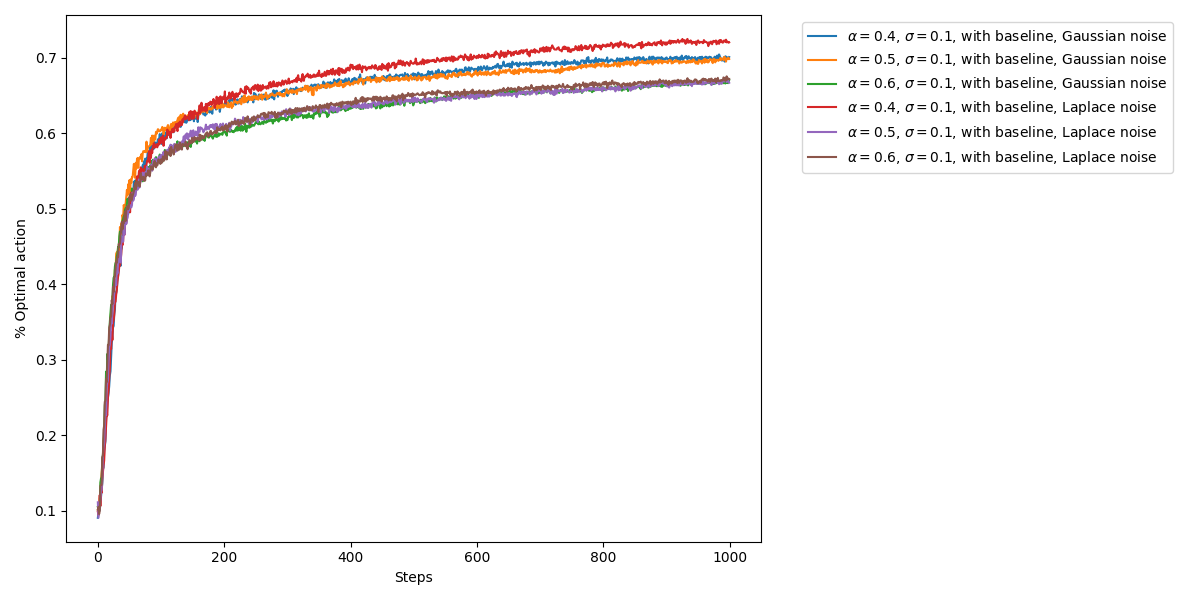 α = 0.4, σ = 0.1, with baseline, Gaussian noise
α = 0.5, σ = 0.1, with baseline, Gaussian noise
α = 0.6, σ = 0.1, with baseline, Gaussian noise
α = 0.4, σ = 0.1, with baseline, Laplace noise
α = 0.5, σ = 0.1, with baseline, Laplace noise
α = 0.6, σ = 0.1, with baseline, Laplace noise
% Optimal action
0.7
0.6
0.5
0.4
0.3
0.2
0.1
0 200 400 600 800 1000
Steps